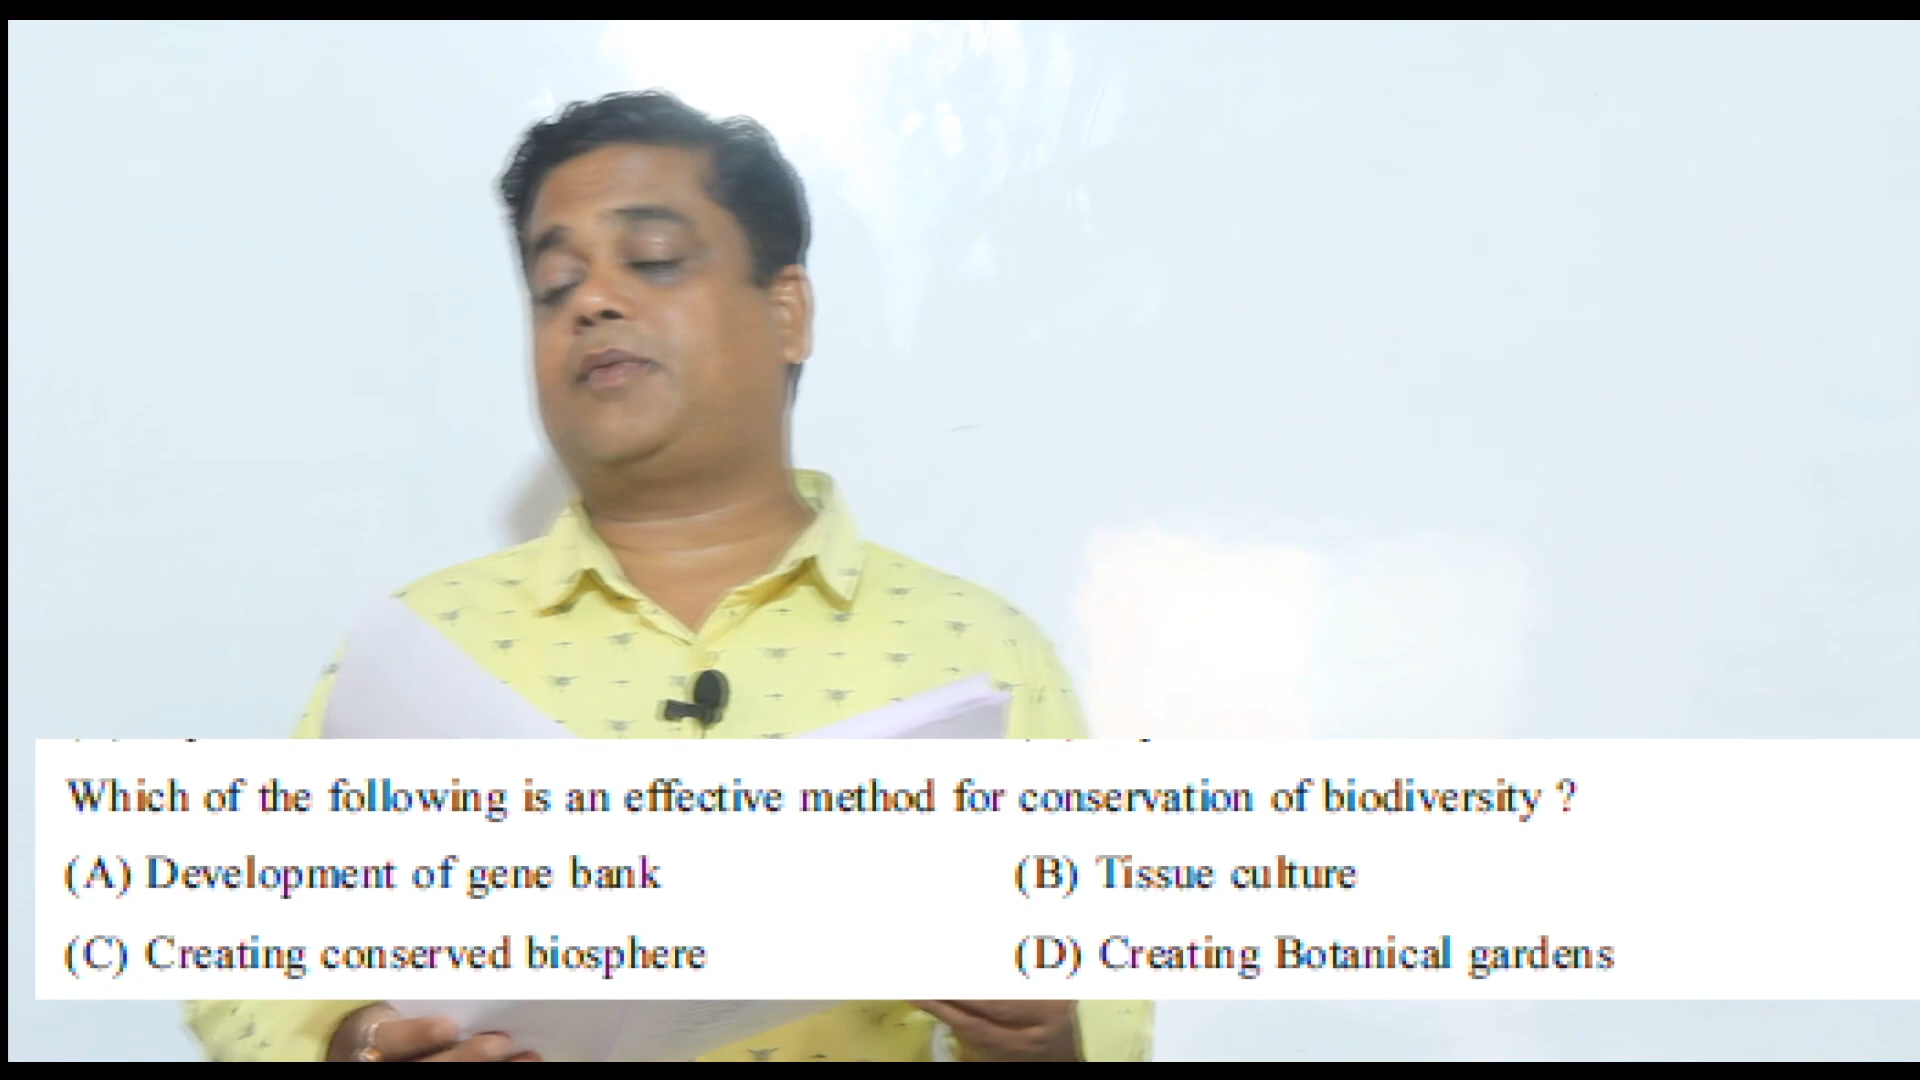 Which of the following is an effective method for conservation of biodiversity ?
(A) Development of gene bank
(B) Tissue culture
(C) Creating conserved biosphere
(D) Creating Botanical gardens